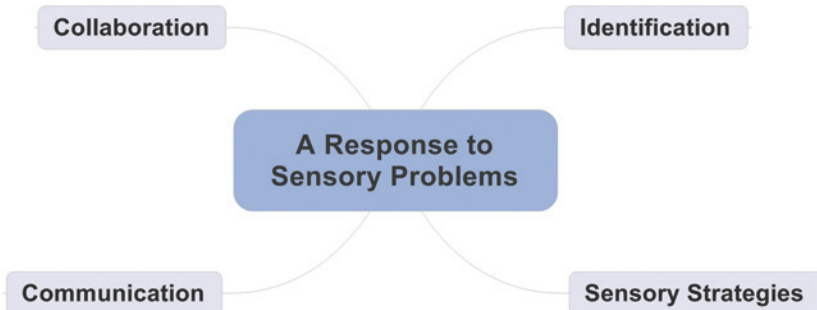 Collaboration
Identification
A Response to
Sensory Problems
Communication
Sensory Strategies